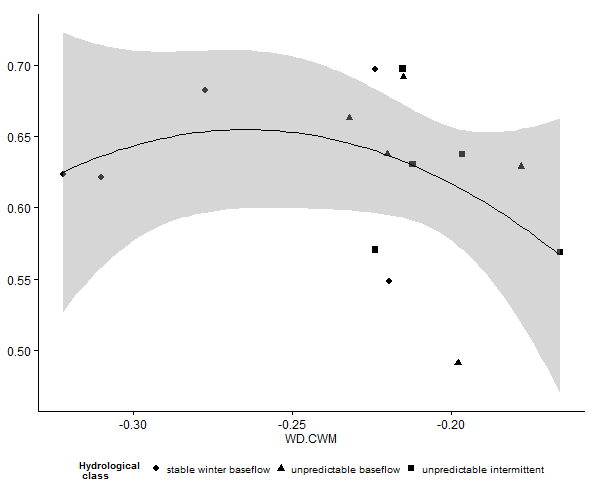 0.70
0.65
0.60
0.55
0.50
-0.30 -0.25 -0.20
WD.CWM
Hydrological
class
stable winter baseflow unpredictable baseflow unpredictable intermittent